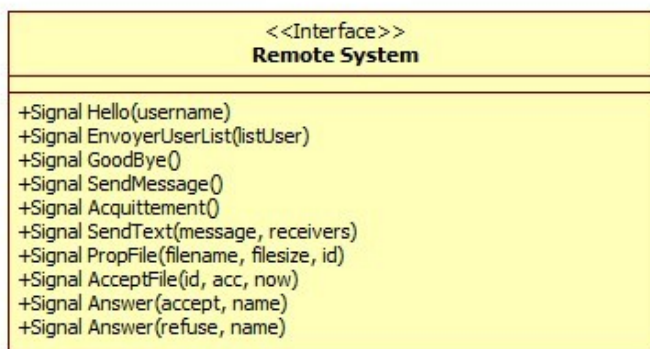 <<Interface>>
Remote System
+Signal Hello(username)
+Signal EnvoyerUserList(listUser)
+Signal GoodBye()
+Signal SendMessage()
+Signal Acquittement()
+Signal SendText(message, receivers)
+Signal PropFile(filename, filesize, id)
+Signal AcceptFile(id, acc, now)
+Signal Answer(accept, name)
+Signal Answer(refuse, name)